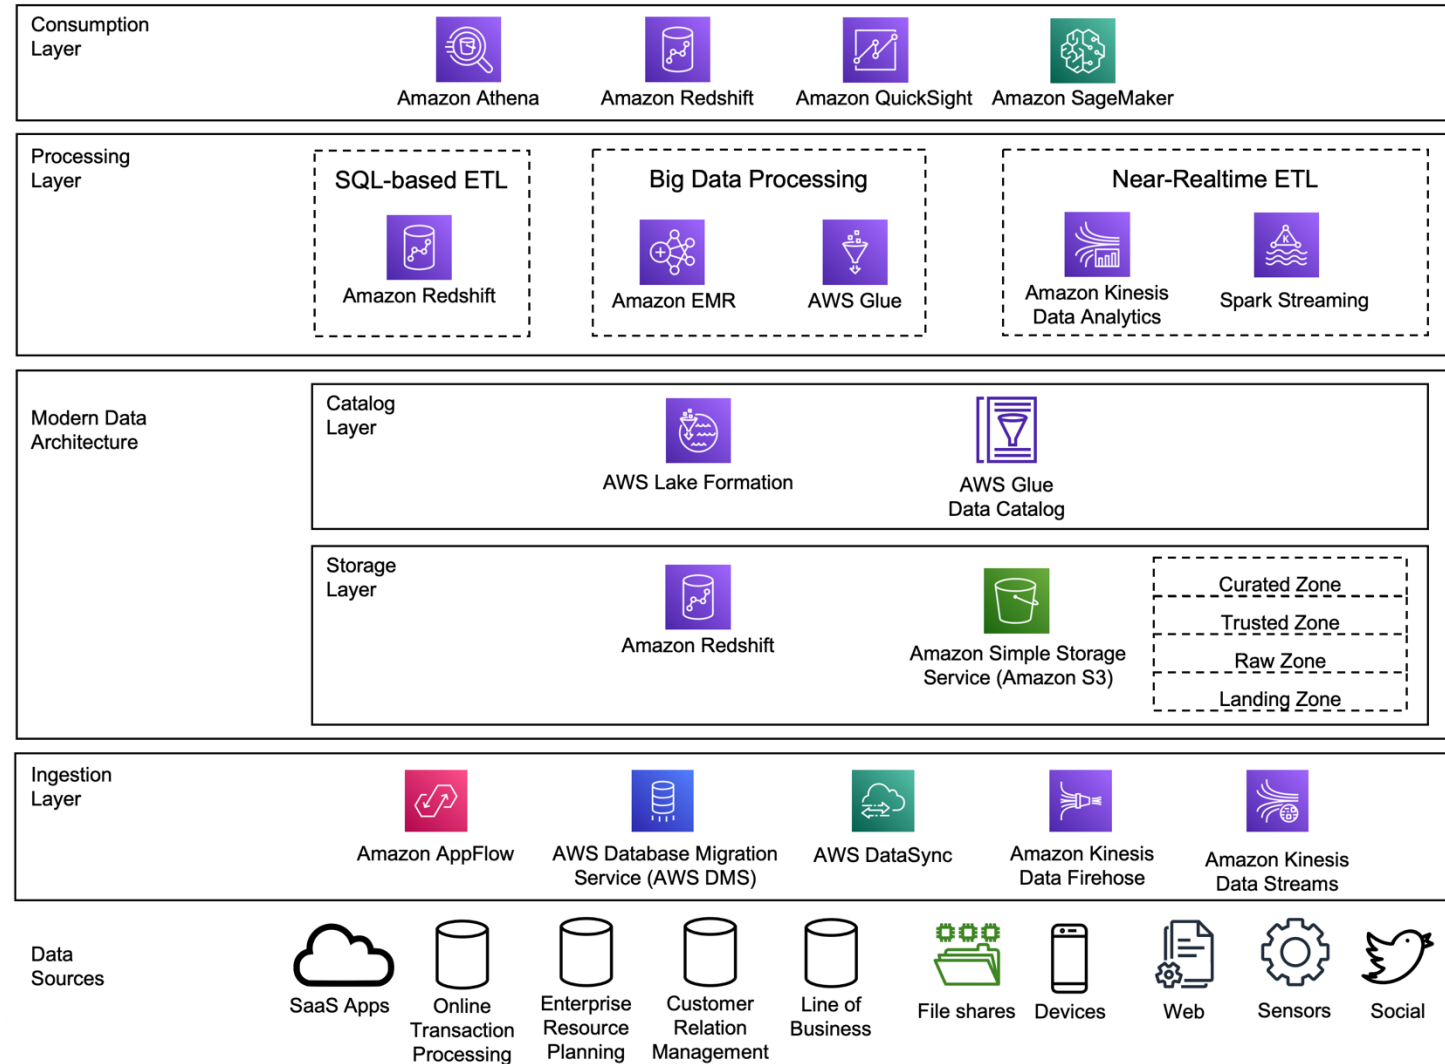 Consumption
Layer
Amazon Athena
Amazon Redshift
Amazon QuickSight
Amazon SageMaker
Processing
Layer
SQL-based ETL
Amazon Redshift
Big Data Processing
Amazon EMR
AWS Glue
Near-Realtime ETL
Amazon Kinesis
Data Analytics
K
Spark Streaming
Modern Data
Architecture
Catalog
Layer
AWS Lake Formation
AWS Glue
Data Catalog
Storage
Layer
Amazon Redshift
Amazon Simple Storage
Service (Amazon S3)
Curated Zone
Trusted Zone
Raw Zone
Landing Zone
Ingestion
Layer
Amazon AppFlow
AWS Database Migration
Service (AWS DMS)
AWS DataSync
Amazon Kinesis
Data Firehose
Amazon Kinesis
Data Streams
Data
Sources
SaaS Apps
Online
Transaction
Processing
Enterprise
Resource
Planning
Customer
Relation
Management
Line of
Business
File shares
Devices
Web
Sensors
Social